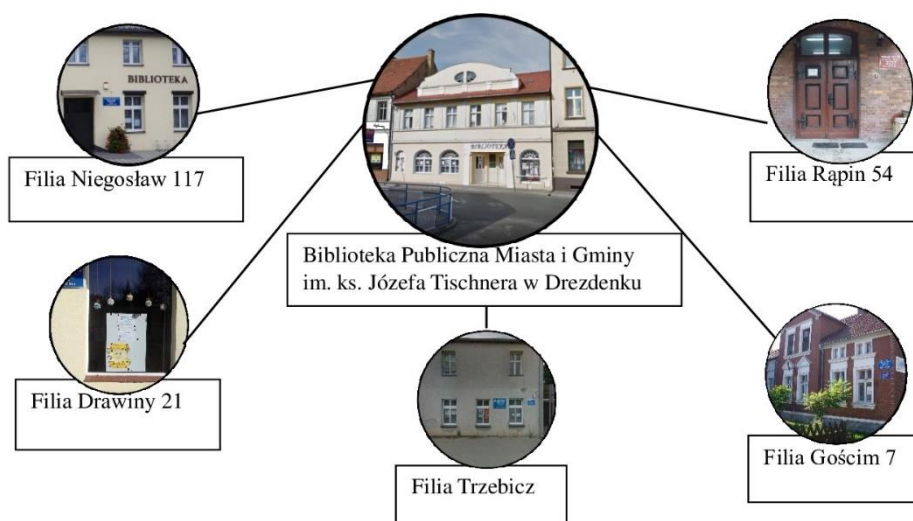 BIBLIOTEKA
Filia Niegosław 117
BIBLIOTEKA
Biblioteka Publiczna Miasta i Gminy
im. ks. Józefa Tischnera w Drezdenku
Filia Rąpin 54
Filia Drawiny 21
Filia Trzebicz
Filia Gościm 7